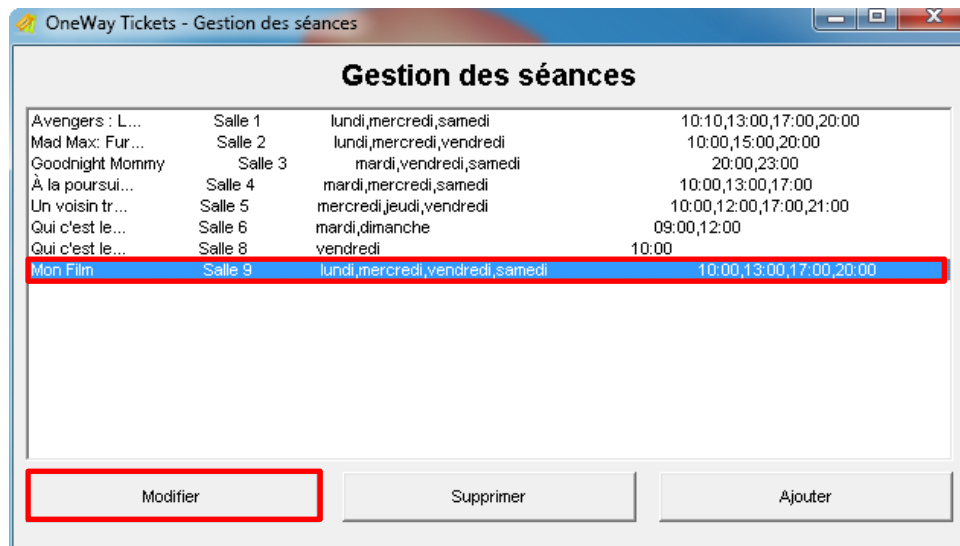 OneWay Tickets - Gestion des séances
Gestion des séances
Avengers : L... Salle 1 lundi,mercredi,samedi 10:10,13:00,17:00,20:00
Mad Max: Fur... Salle 2 lundi,mercredi,vendredi 10:00,15:00,20:00
Goodnight Mommy Salle 3 mardi,vendredi,samedi 20:00,23:00
À la poursui... Salle 4 mardi,mercredi,samedi 10:00,13:00,17:00
Un voisin tr... Salle 5 mercredi,jeudi,vendredi 10:00,12:00,17:00,21:00
Qui c'est le... Salle 6 mardi,dimanche 09:00,12:00
Qui c'est le... Salle 8 vendredi 10:00
Mon Film Salle 9 lundi,mercredi,vendredi,samedi 10:00,13:00,17:00,20:00
Modifier Supprimer Ajouter